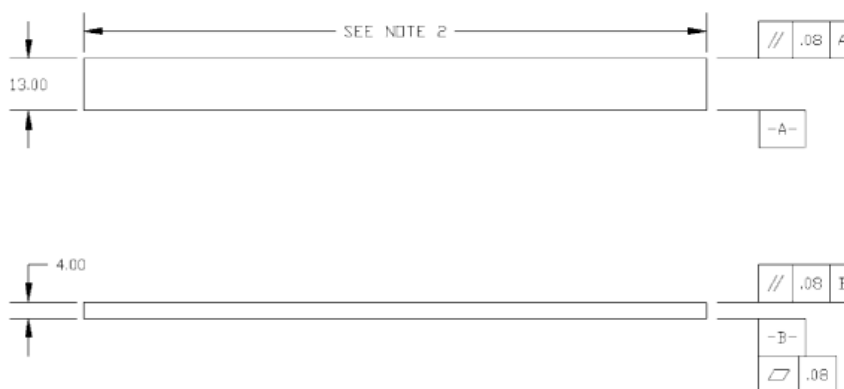 SEE NOTE 2
// .08 A
13.00
-A-
4.00
// .08
-B-
.08